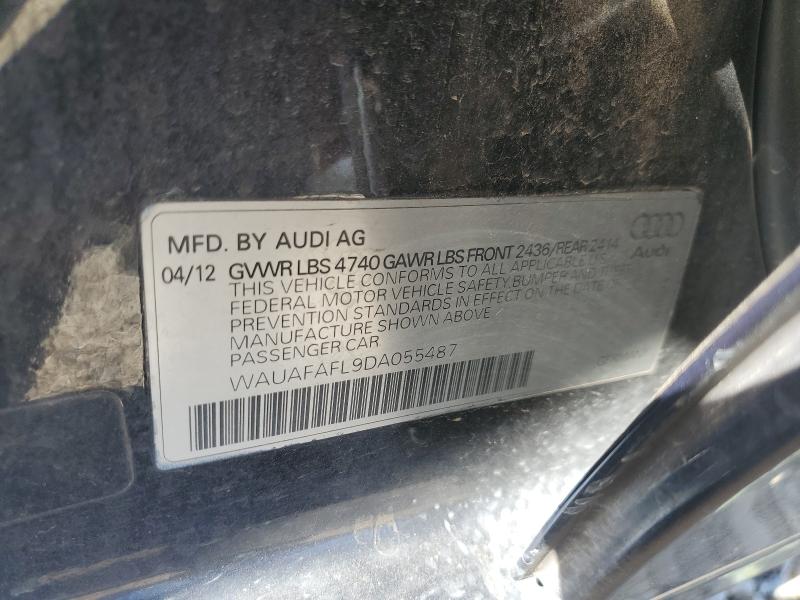 MFD. BY AUDI AG
04/12 GVWR LBS 4740 GAWR LBS FRONT 2436/REAR 2414
THIS VEHICLE CONFORMS TO ALL APPLICABLE U.S.
FEDERAL MOTOR VEHICLE SAFETY, BUMPER AND THEFT
PREVENTION STANDARDS IN EFFECT ON THE DATE OF
MANUFACTURE SHOWN ABOVE
PASSENGER CAR
WAUAFAFL9DA055487
Audi